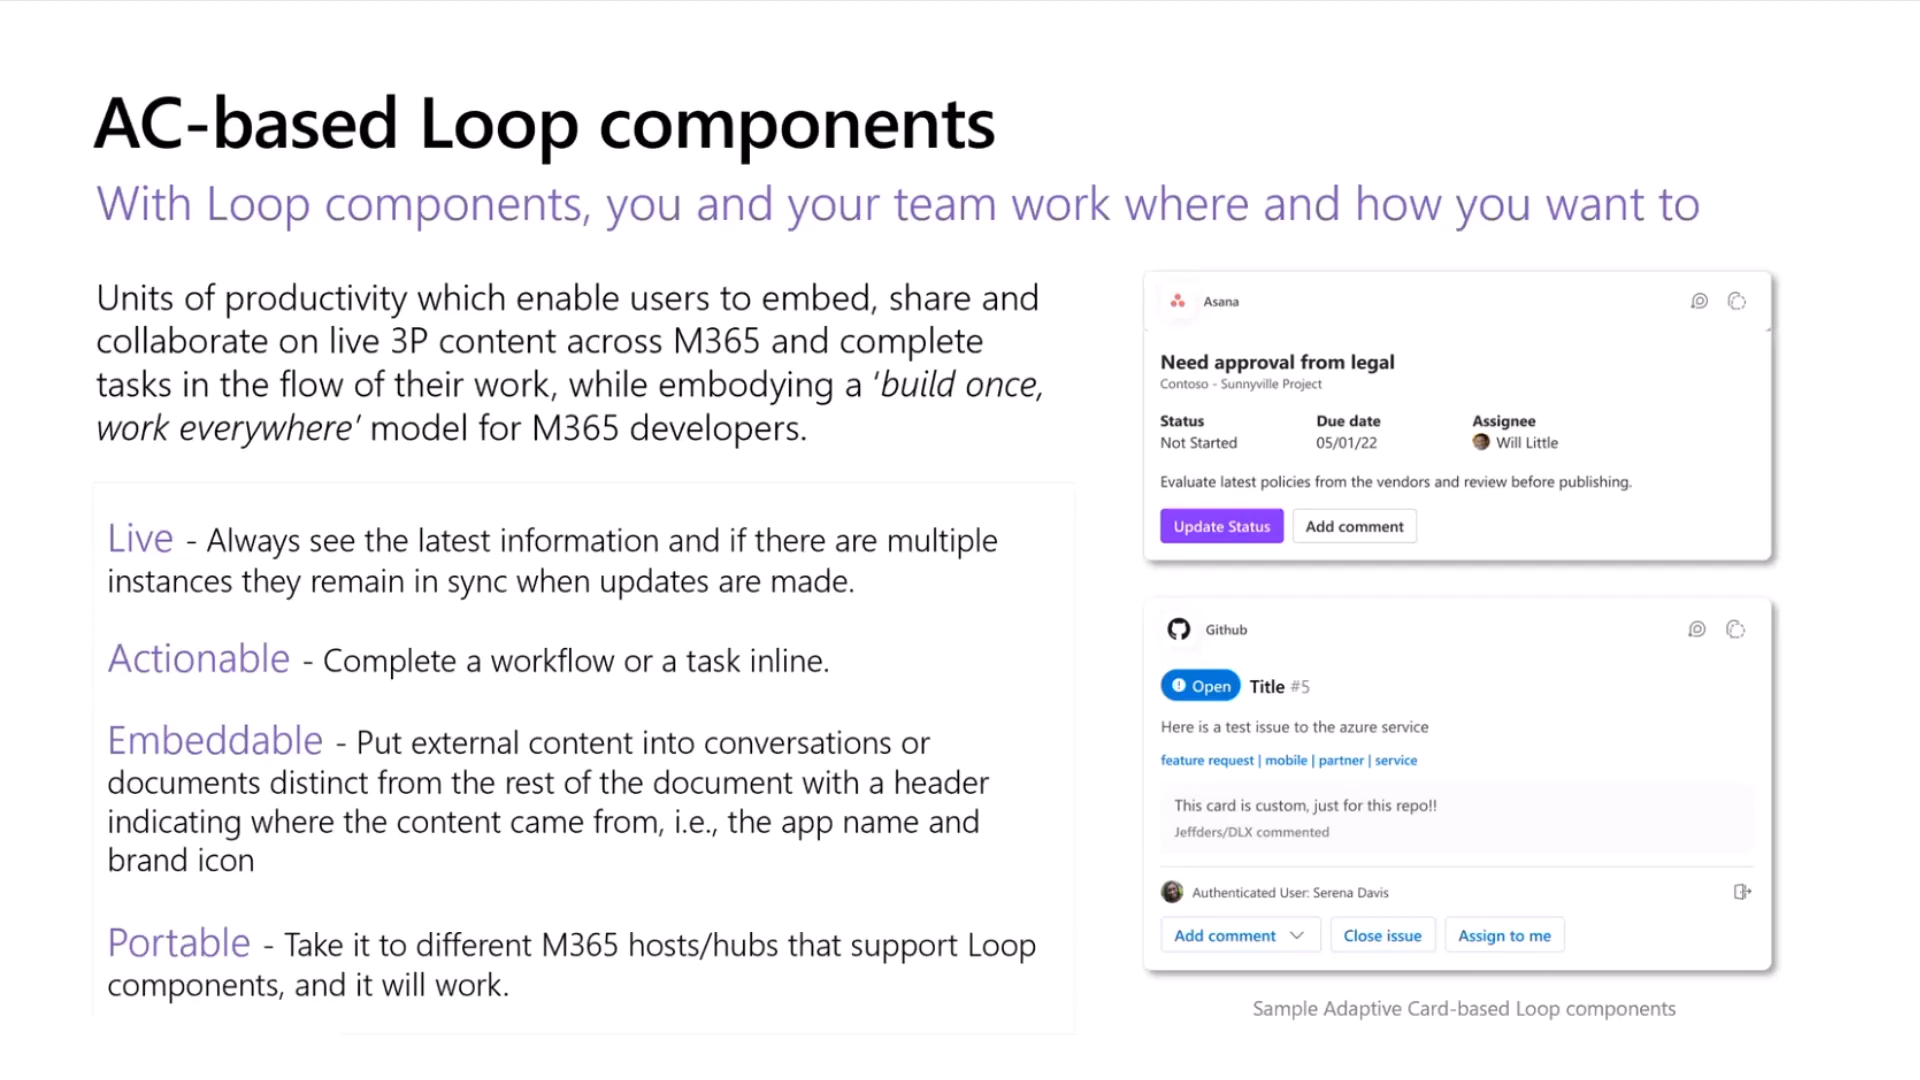 AC-based Loop components
With Loop components, you and your team work where and how you want to
Units of productivity which enable users to embed, share and
collaborate on live 3P content across M365 and complete
tasks in the flow of their work, while embodying a ‘build once,
work everywhere’ model for M365 developers.
Live - Always see the latest information and if there are multiple
instances they remain in sync when updates are made.
Actionable - Complete a workflow or a task inline.
Embeddable - Put external content into conversations or
documents distinct from the rest of the document with a header
indicating where the content came from, i.e., the app name and
brand icon
Portable - Take it to different M365 hosts/hubs that support Loop
components, and it will work.
Asana
Need approval from legal
Contoso - Sunnyville Project
Status Due date Assignee
Not Started 05/01/22 Will Little
Evaluate latest policies from the vendors and review before publishing.
Update Status Add comment
Github
Open Title #5
Here is a test issue to the azure service
feature request | mobile | partner | service
This card is custom, just for this repo!!
Jeffders/DLX commented
Authenticated User: Serena Davis
Add comment Close issue Assign to me
Sample Adaptive Card-based Loop components